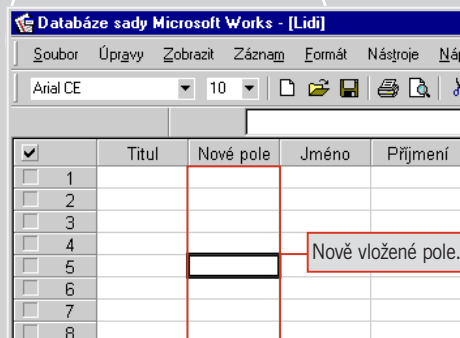 Databáze sady Microsoft Works - [Lidi]
Soubor Úpravy Zobrazit Záznam Formát Nástroje
Arial CE 10
Titul Nové pole Jméno Příjmení
1
2
3
4
Nově vložené pole.
5
6
7
8